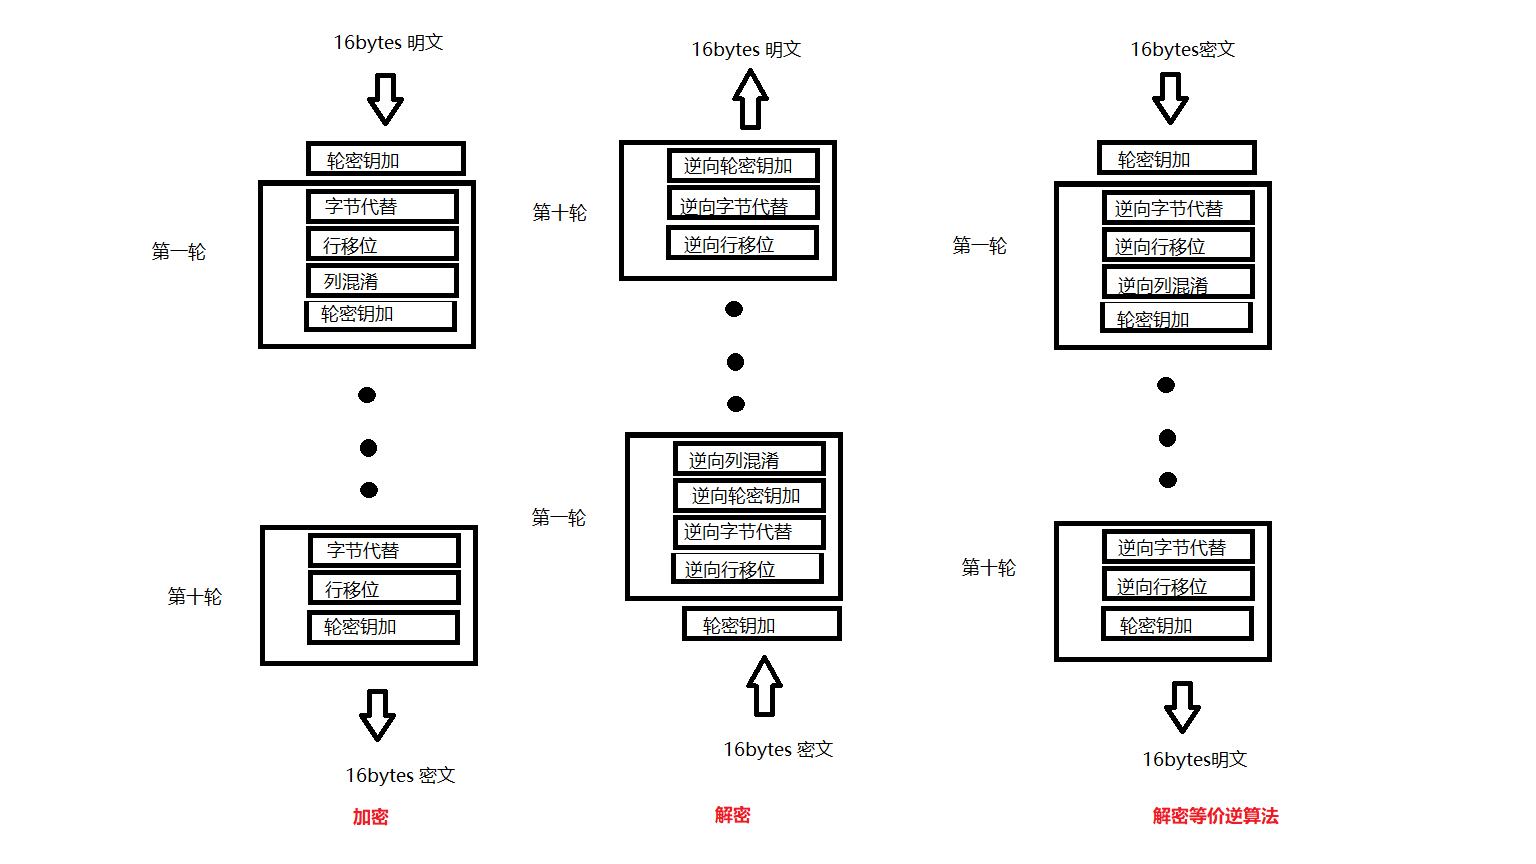 16bytes 明文
轮密钥加
第一轮
字节代替
行移位
列混淆
轮密钥加
第十轮
字节代替
行移位
轮密钥加
16bytes 密文
加密
16bytes 明文
第十轮
逆向轮密钥加
逆向字节代替
逆向行移位
第一轮
逆向列混淆
逆向轮密钥加
逆向字节代替
逆向行移位
轮密钥加
16bytes 密文
解密
16bytes密文
轮密钥加
第一轮
逆向字节代替
逆向行移位
逆向列混淆
轮密钥加
第十轮
逆向字节代替
逆向行移位
轮密钥加
16bytes明文
解密等价逆算法